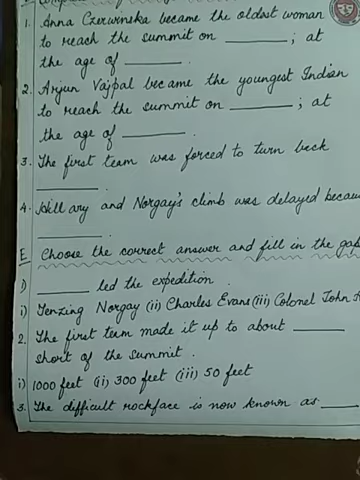 1. Anna Czerwinska became the oldest woman
to reach the summit on ______; at
the age of ______.
2. Arjun Vajpal became the youngest Indian
to reach the summit on ______; at
the age of ______.
3. The first team was forced to turn back
______.
4. Hillary and Norgay's climb was delayed becau
______.
E Choose the correct answer and fill in the gap
1) ______ led the expedition.
i) Tenzing Norgay (ii) Charles Evans (iii) Colonel John H
2. The first team made it up to about ______
short of the summit.
i) 1000 feet (ii) 300 feet (iii) 50 feet
3. The difficult rockface is now known as ______